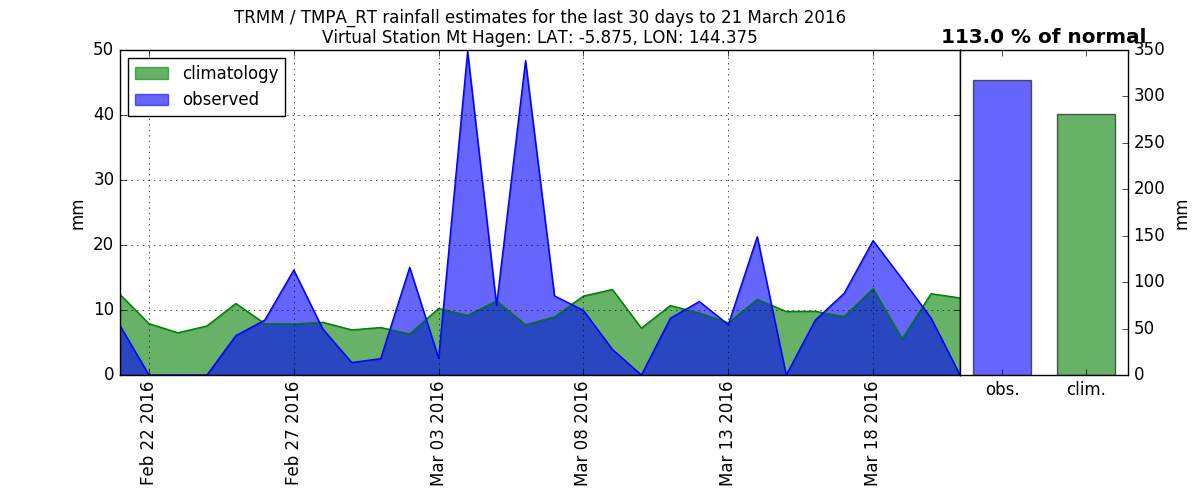 TRMM / TMPA_RT rainfall estimates for the last 30 days to 21 March 2016
Virtual Station Mt Hagen: LAT: -5.875, LON: 144.375
113.0 % of normal
climatology
observed
50
40
30
20
10
0
mm
Feb 22 2016
Feb 27 2016
Mar 03 2016
Mar 08 2016
Mar 13 2016
Mar 18 2016
350
300
250
200
150
100
50
0
mm
obs.
clim.